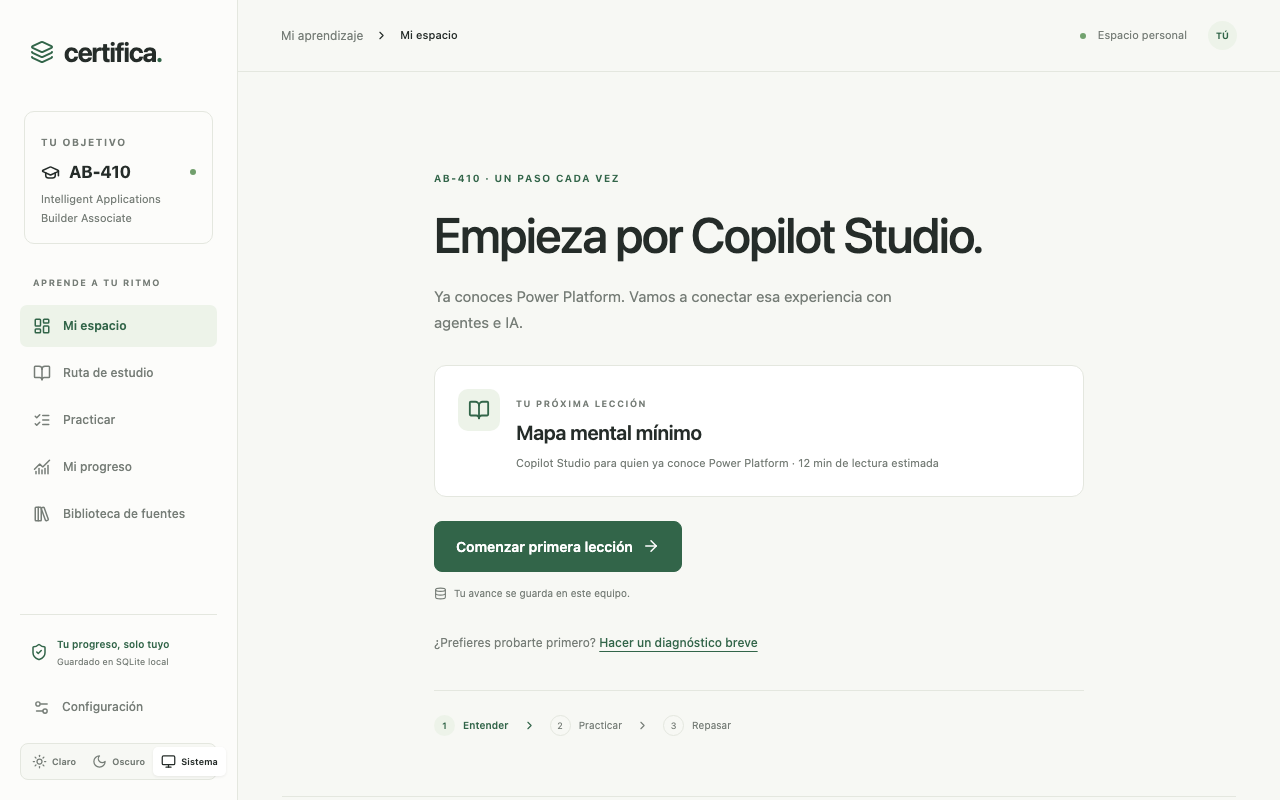 certifica.
TU OBJETIVO
AB-410
Intelligent Applications
Builder Associate
APRENDE A TU RITMO
Mi espacio
Ruta de estudio
Practicar
Mi progreso
Biblioteca de fuentes
Tu progreso, solo tuyo
Guardado en SQLite local
Configuración
Claro Oscuro Sistema
Mi aprendizaje Mi espacio
Espacio personal TÚ
AB-410 · UN PASO CADA VEZ
Empieza por Copilot Studio.
Ya conoces Power Platform. Vamos a conectar esa experiencia con
agentes e IA.
TU PRÓXIMA LECCIÓN
Mapa mental mínimo
Copilot Studio para quien ya conoce Power Platform · 12 min de lectura estimada
Comenzar primera lección
Tu avance se guarda en este equipo.
¿Prefieres probarte primero? Hacer un diagnóstico breve
1 Entender 2 Practicar 3 Repasar